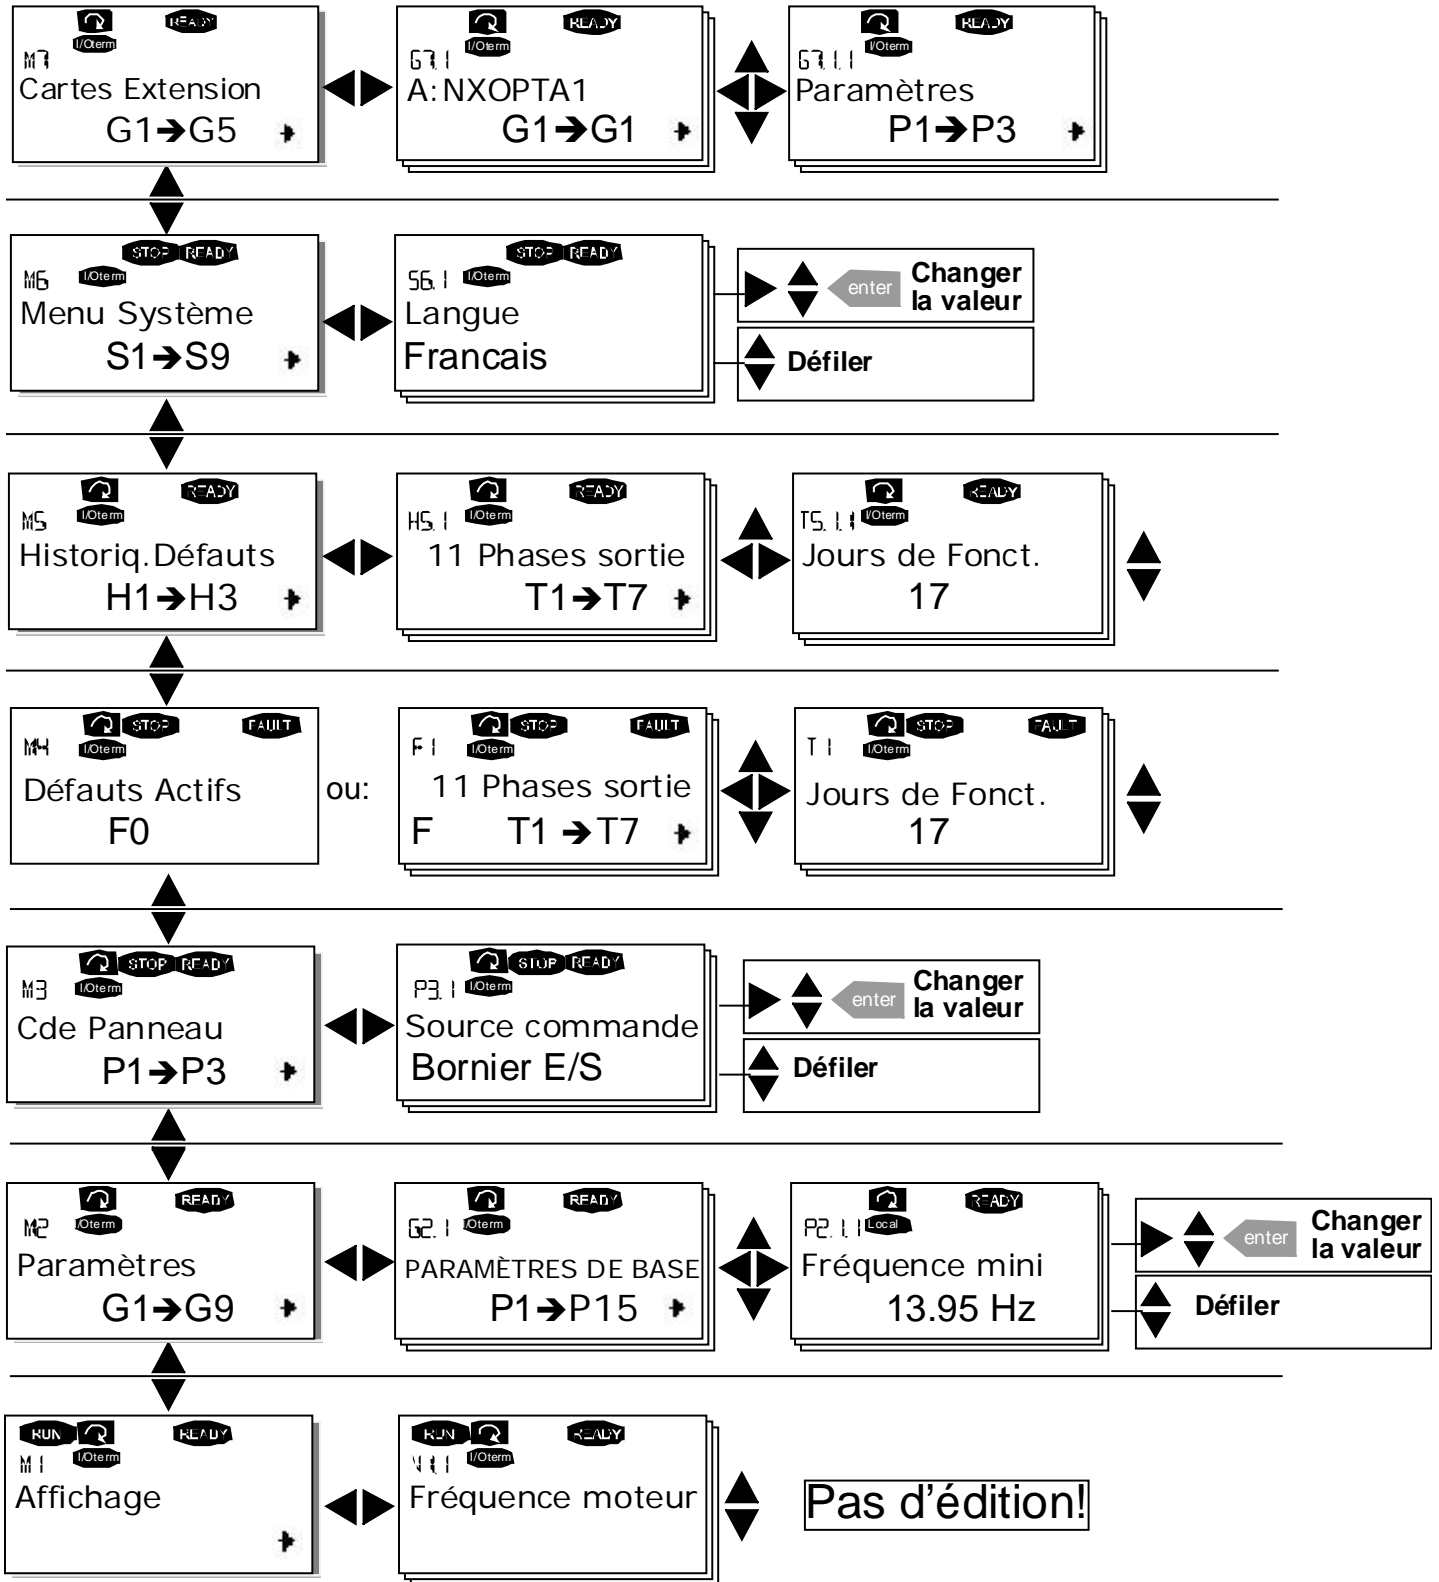 READY READY READY
I/Oterm I/Oterm I/Oterm
M7 G7.1 G7.1.1
Cartes Extension A:NXOPTA1 Paramètres
G1➔G5 G1➔G1 P1➔P3
STOP READY STOP READY
M6 I/Oterm S6.1 I/Oterm
Menu Système Langue
S1➔S9 Francais
enter Changer
la valeur
Défiler
READY READY READY
M5 I/Oterm H5.1 I/Oterm T5.1.1 I/Oterm
Historiq.Défauts 11 Phases sortie Jours de Fonct.
H1➔H3 T1➔T7 17
STOP FAULT STOP FAULT STOP FAULT
M4 I/Oterm F1 I/Oterm T1 I/Oterm
Défauts Actifs ou: 11 Phases sortie Jours de Fonct.
F0 F T1➔T7 17
STOP READY STOP READY
M3 I/Oterm P3.1 I/Oterm
Cde Panneau Source commande
P1➔P3 Bornier E/S
enter Changer
la valeur
Défiler
READY READY READY
M2 I/Oterm G2.1 I/Oterm P2.1.1 Local
Paramètres PARAMÈTRES DE BASE Fréquence mini
G1➔G9 P1➔P15 13.95 Hz
enter Changer
la valeur
Défiler
RUN READY RUN READY
M1 I/Oterm V1.1 I/Oterm
Affichage Fréquence moteur
Pas d’édition!